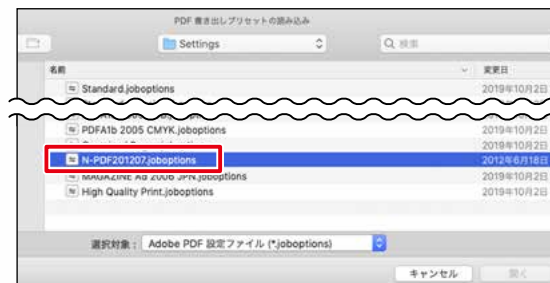 PDF 書き出しプリセットの読み込み
Settings
検索
名前 変更日
Standard.joboptions 2019年10月2日
PDFA1b 2005 CMYK.joboptions 2019年10月2日
2019年10月2日
N-PDF201207.joboptions 2012年6月18日
MAGAZINE Ad 2006 JPN.joboptions 2019年10月2日
High Quality Print.joboptions 2019年10月2日
選択対象： Adobe PDF 設定ファイル (*.joboptions)
キャンセル 開く